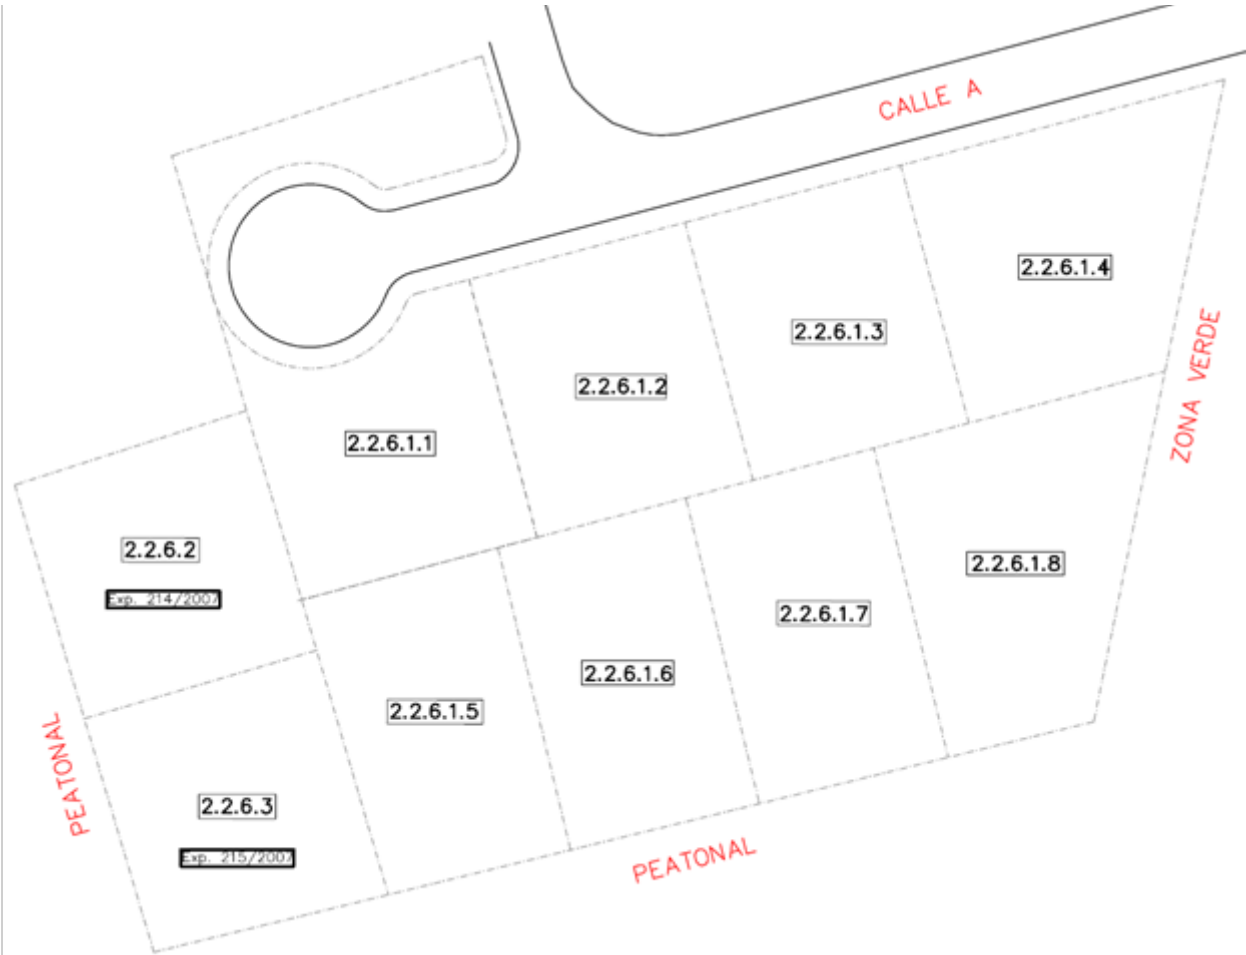 CALLE A
2.2.6.1.4
2.2.6.1.3
ZONA VERDE
2.2.6.1.2
2.2.6.1.1
2.2.6.2
Exp. 214/2007
2.2.6.1.8
2.2.6.1.7
2.2.6.1.6
2.2.6.1.5
PEATONAL
2.2.6.3
Exp. 215/2007
PEATONAL